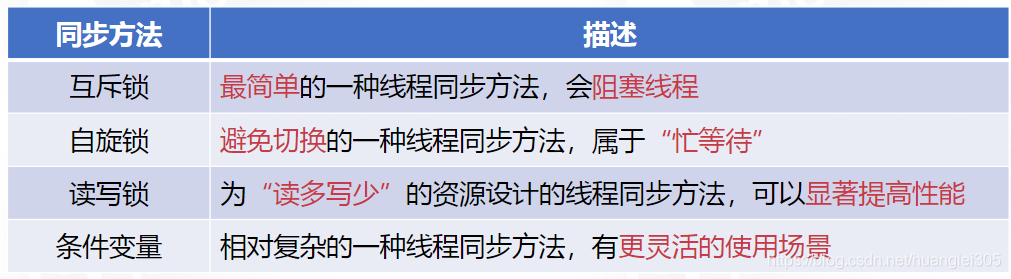 同步方法 描述
互斥锁 最简单的一种线程同步方法，会阻塞线程
自旋锁 避免切换的一种线程同步方法，属于“忙等待”
读写锁 为“读多写少”的资源设计的线程同步方法，可以显著提高性能
条件变量 相对复杂的一种线程同步方法，有更灵活的使用场景
https://blog.csdn.net/huanglei305